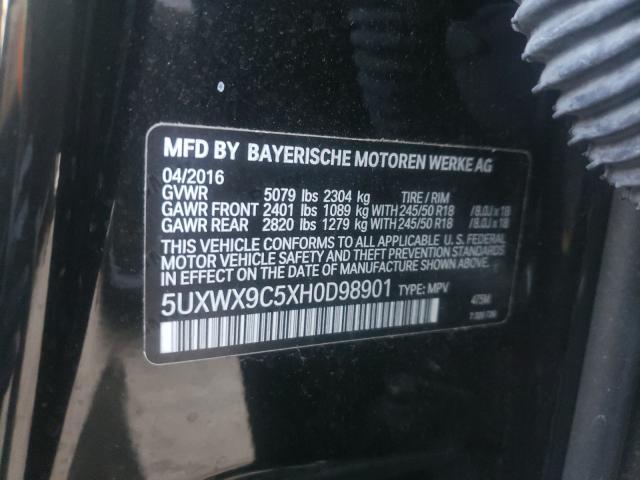 MFD BY BAYERISCHE MOTOREN WERKE AG
04/2016
GVWR 5079 lbs 2304 kg TIRE / RIM
GAWR FRONT 2401 lbs 1089 kg WITH 245/50 R18 /8.0J x 18
GAWR REAR 2820 lbs 1279 kg WITH 245/50 R18 /8.0J x 18
THIS VEHICLE CONFORMS TO ALL APPLICABLE U. S. FEDERAL
MOTOR VEHICLE SAFETY AND THEFT PREVENTION STANDARDS
IN EFFECT ON THE DATE OF MANUFACTURE SHOWN ABOVE.
5UXWX9C5XH0D98901 TYPE: MPV 475M